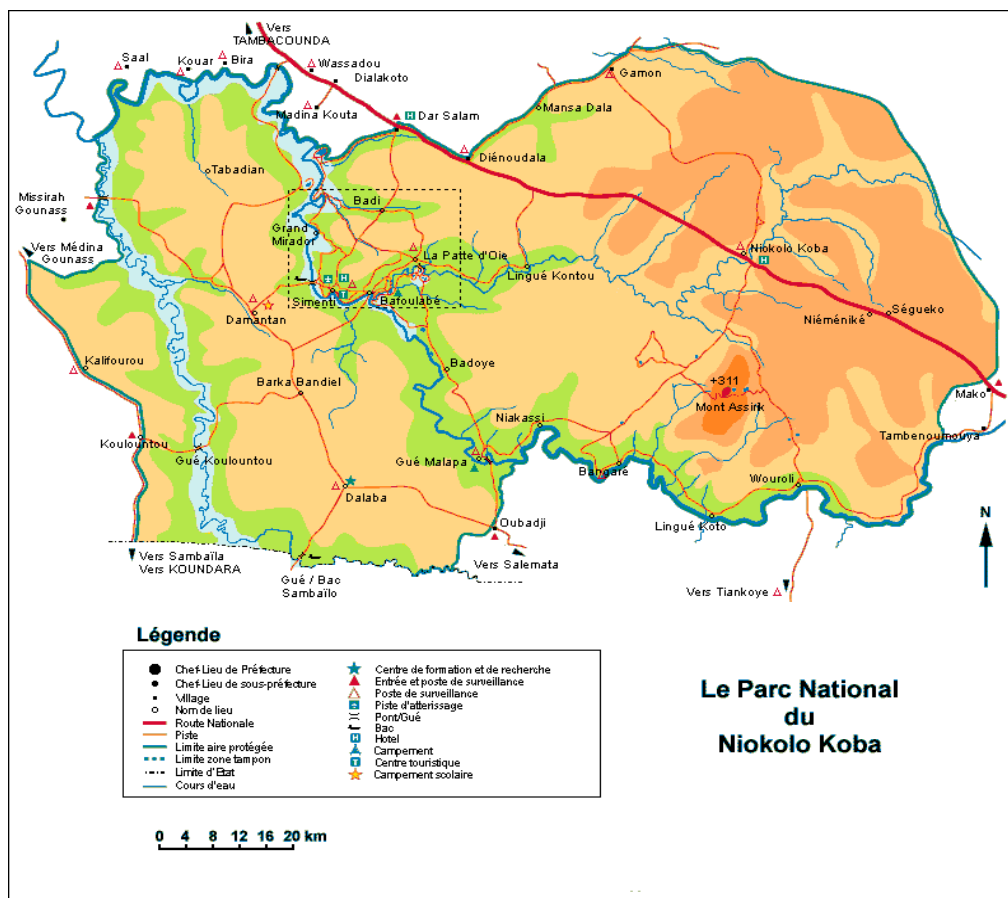 Vers
TAMBACOUNDA
Saal
Kouar
Bira
Wassadou
Dialakoto
Gamon
Madina Kouta
H Dar Salam
Mansa Dala
Diénoudala
Tabadian
Missirah
Gounass
Badi
Grand
Mirador
Vers Médina
Gounass
La Patte d'Oie
Lingué Kontou
Niokolo Koba
H
H
T
Simenti
Bafoulabé
Damantan
Niéméniké
Ségueko
Kalifourou
Badoye
Barka Bandiel
+311
Mont Assirik
Mako
Niakassi
Tambenoumouya
Koulountou
Gué Koulountou
Gué Malapa
Bangaré
Wouroli
Dalaba
Lingué Koto
Oubadji
N
Vers Sambaïla
Vers KOUNDARA
Vers Salemata
Gué / Bac
Sambaïlo
Vers Tiankoye
Légende
Chef-Lieu de Préfecture
Chef-Lieu de sous-préfecture
Village
Nom de lieu
Route Nationale
Piste
Limite aire protégée
Limite zone tampon
Limite d'Etat
Cours d'eau
Centre de formation et de recherche
Entrée et poste de surveillance
Poste de surveillance
Piste d'atterissage
Pont/Gué
Bac
H Hotel
Campement
T Centre touristique
Campement scolaire
Le Parc National
du
Niokolo Koba
0 4 8 12 16 20 km